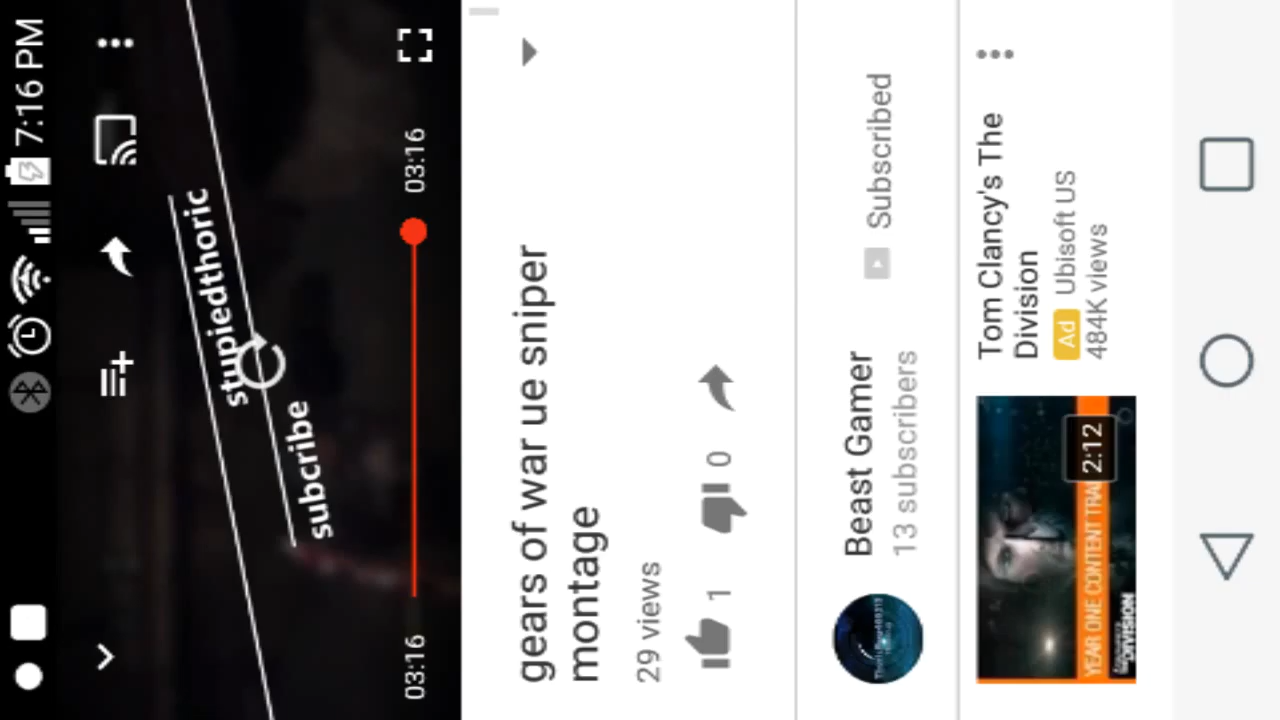 7:16 PM
stupiedthoric
subcribe
03:16
03:16
gears of war ue sniper
montage
29 views
1
0
Beast Gamer
13 subscribers
Subscribed
Tom Clancy's The
Division
Ad Ubisoft US
484K views
2:12
YEAR ONE CONTENT TRA
DIVISION